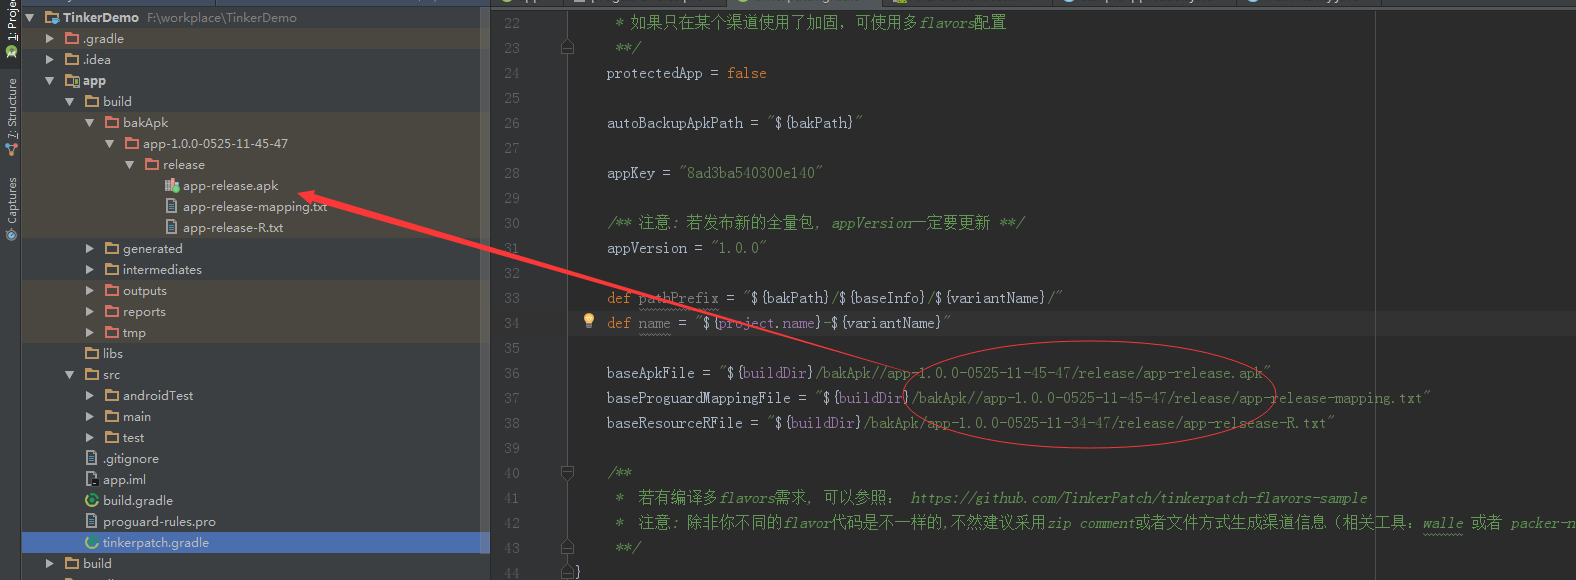 TinkerDemo F:\workplace\TinkerDemo
.gradle
.idea
app
build
bakApk
app-1.0.0-0525-11-45-47
release
app-release.apk
app-release-mapping.txt
app-release-R.txt
generated
intermediates
outputs
reports
tmp
libs
src
androidTest
main
test
.gitignore
app.iml
build.gradle
proguard-rules.pro
tinkerpatch.gradle
build
7: Structure
Captures
22 * 如果只在某个渠道使用了加固，可使用多flavors配置
23 **/
24 protectedApp = false
25
26 autoBackupApkPath = "${bakPath}"
27
28 appKey = "8ad3ba540300e140"
29
30 /** 注意: 若发布新的全量包, appVersion一定要更新 **/
31 appVersion = "1.0.0"
32
33 def pathPrefix = "${bakPath}/${baseInfo}/${variantName}/"
34 def name = "${project.name}-${variantName}"
35
36 baseApkFile = "${buildDir}/bakApk//app-1.0.0-0525-11-45-47/release/app-release.apk"
37 baseProguardMappingFile = "${buildDir}/bakApk//app-1.0.0-0525-11-45-47/release/app-release-mapping.txt"
38 baseResourceRFile = "${buildDir}/bakApk/app-1.0.0-0525-11-34-47/release/app-relsease-R.txt"
39
40 /**
41 * 若有编译多flavors需求, 可以参照： https://github.com/TinkerPatch/tinkerpatch-flavors-sample
42 * 注意: 除非你不同的flavor代码是不一样的,不然建议采用zip comment或者文件方式生成渠道信息（相关工具：walle 或者 packer-n
43 **/
44 }